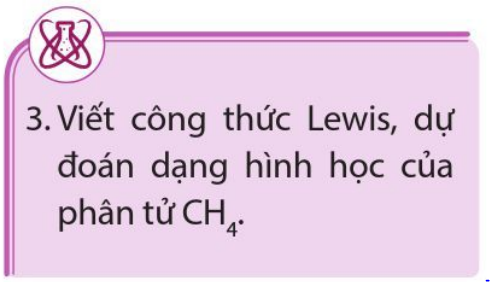 3. Viết công thức Lewis, dự
đoán dạng hình học của
phân tử CH₄.